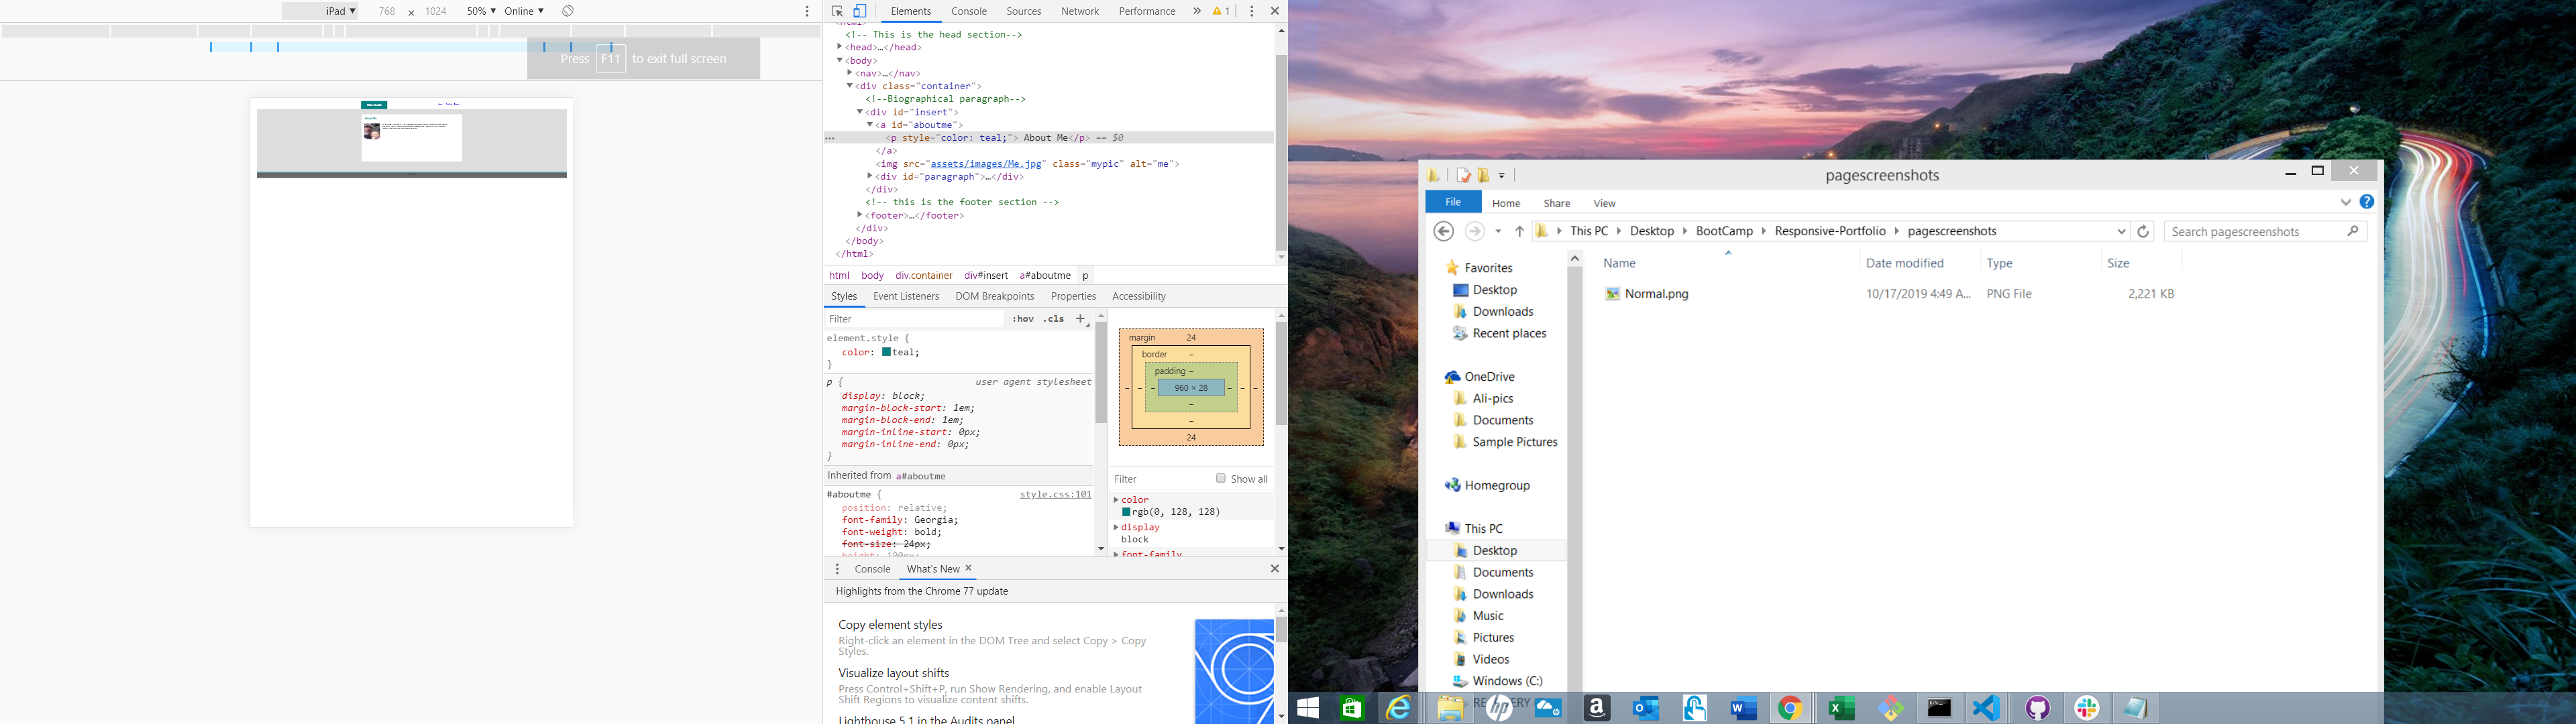 iPad ▼ 768 × 1024 50% ▼ Online ▼
Press F11 to exit full screen
Elements Console Sources Network Performance » 1
<html>
<!-- This is the head section-->
<head>…</head>
<body>
<nav>…</nav>
<div class="container">
<!--Biographical paragraph-->
<div id="insert">
<a id="aboutme">
<p style="color: teal;"> About Me</p> == $0
</a>
<img src="assets/images/Me.jpg" class="mypic" alt="me">
<div id="paragraph">…</div>
</div>
<!-- this is the footer section -->
<footer>…</footer>
</div>
</body>
</html>
html body div.container div#insert a#aboutme p
Styles Event Listeners DOM Breakpoints Properties Accessibility
Filter :hov .cls +
element.style {
color: teal;
}
p { user agent stylesheet
display: block;
margin-block-start: 1em;
margin-block-end: 1em;
margin-inline-start: 0px;
margin-inline-end: 0px;
}
Inherited from a#aboutme
#aboutme { style.css:101
position: relative;
font-family: Georgia;
font-weight: bold;
font-size: 24px;
height: 100px;
margin 24
border –
padding –
– – – 960 × 28 – – –
–
–
24
Filter Show all
color
rgb(0, 128, 128)
display
block
font-family
Console What's New ×
Highlights from the Chrome 77 update
Copy element styles
Right-click an element in the DOM Tree and select Copy > Copy
Styles.
Visualize layout shifts
Press Control+Shift+P, run Show Rendering, and enable Layout
Shift Regions to visualize content shifts.
Lighthouse 5.1 in the Audits panel
pagescreenshots
File Home Share View
This PC Desktop BootCamp Responsive-Portfolio pagescreenshots
Search pagescreenshots
Name Date modified Type Size
Normal.png 10/17/2019 4:49 A... PNG File 2,221 KB
Favorites
Desktop
Downloads
Recent places
OneDrive
Ali-pics
Documents
Sample Pictures
Homegroup
This PC
Desktop
Documents
Downloads
Music
Pictures
Videos
Windows (C:)